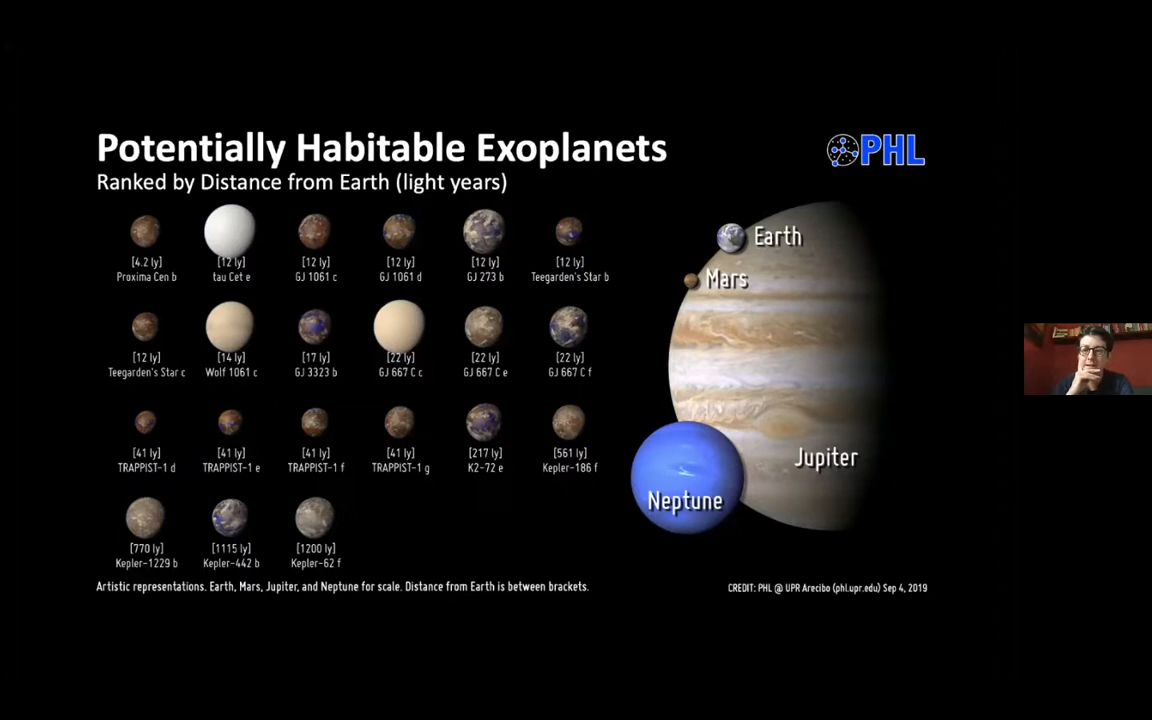 Potentially Habitable Exoplanets
PHL
Ranked by Distance from Earth (light years)
[4.2 ly] [12 ly] [12 ly] [12 ly] [12 ly] [12 ly]
Proxima Cen b tau Cet e GJ 1061 c GJ 1061 d GJ 273 b Teegarden's Star b
[12 ly] [14 ly] [17 ly] [22 ly] [22 ly] [22 ly]
Teegarden's Star c Wolf 1061 c GJ 3323 b GJ 667 C c GJ 667 C e GJ 667 C f
[41 ly] [41 ly] [41 ly] [41 ly] [217 ly] [561 ly]
TRAPPIST-1 d TRAPPIST-1 e TRAPPIST-1 f TRAPPIST-1 g K2-72 e Kepler-186 f
[770 ly] [1115 ly] [1200 ly]
Kepler-1229 b Kepler-442 b Kepler-62 f
Earth
Mars
Jupiter
Neptune
Artistic representations. Earth, Mars, Jupiter, and Neptune for scale. Distance from Earth is between brackets.
CREDIT: PHL @ UPR Arecibo (phl.upr.edu) Sep 4, 2019